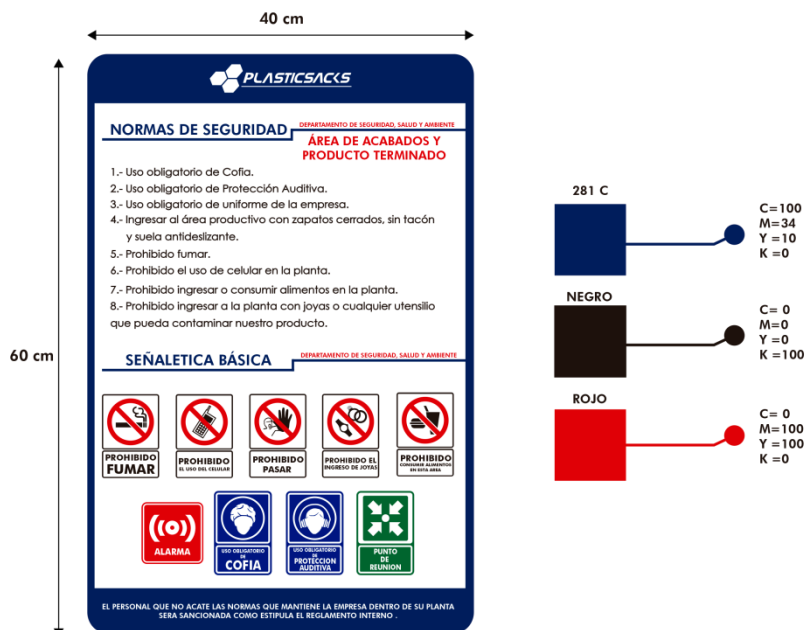 40 cm
60 cm
PLASTICSACKS
NORMAS DE SEGURIDAD
DEPARTAMENTO DE SEGURIDAD, SALUD Y AMBIENTE
ÁREA DE ACABADOS Y
PRODUCTO TERMINADO
1.- Uso obligatorio de Cofia.
2.- Uso obligatorio de Protección Auditiva.
3.- Uso obligatorio de uniforme de la empresa.
4.- Ingresar al área productivo con zapatos cerrados, sin tacón
y suela antideslizante.
5.- Prohibido fumar.
6.- Prohibido el uso de celular en la planta.
7.- Prohibido ingresar o consumir alimentos en la planta.
8.- Prohibido ingresar a la planta con joyas o cualquier utensilio
que pueda contaminar nuestro producto.
SEÑALETICA BÁSICA
DEPARTAMENTO DE SEGURIDAD, SALUD Y AMBIENTE
PROHIBIDO
FUMAR
PROHIBIDO
EL USO DEL CELULAR
PROHIBIDO
PASAR
PROHIBIDO EL
INGRESO DE JOYAS
PROHIBIDO
CONSUMIR ALIMENTOS
EN ESTA AREA
ALARMA
USO OBLIGATORIO
DE
COFIA
USO OBLIGATORIO
DE
PROTECCION
AUDITIVA
PUNTO
DE
REUNION
EL PERSONAL QUE NO ACATE LAS NORMAS QUE MANTIENE LA EMPRESA DENTRO DE SU PLANTA
SERA SANCIONADA COMO ESTIPULA EL REGLAMENTO INTERNO .
281 C
C=100
M=34
Y=10
K =0
NEGRO
C= 0
M=0
Y=0
K=100
ROJO
C= 0
M=100
Y=100
K =0